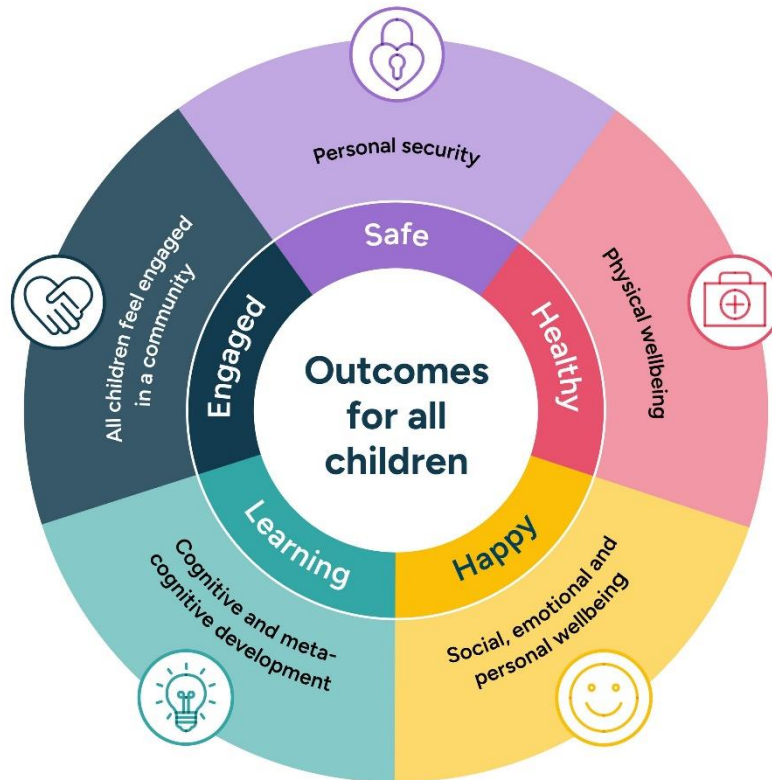 Outcomes
for all
children
Safe
Personal security
Healthy
Physical wellbeing
Happy
Social, emotional and
personal wellbeing
Learning
Cognitive and meta-
cognitive development
Engaged
All children feel engaged
in a community